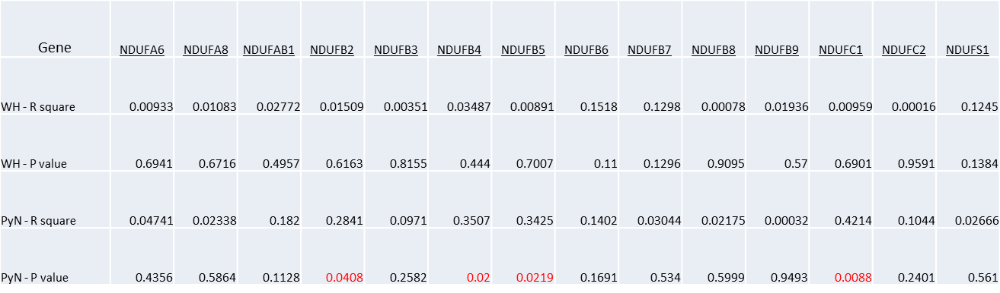 Gene NDUFA6 NDUFA8 NDUFAB1 NDUFB2 NDUFB3 NDUFB4 NDUFB5 NDUFB6 NDUFB7 NDUFB8 NDUFB9 NDUFC1 NDUFC2 NDUFS1
WH - R square 0.00933 0.01083 0.02772 0.01509 0.00351 0.03487 0.00891 0.1518 0.1298 0.00078 0.01936 0.00959 0.00016 0.1245
WH - P value 0.6941 0.6716 0.4957 0.6163 0.8155 0.444 0.7007 0.11 0.1296 0.9095 0.57 0.6901 0.9591 0.1384
PyN - R square 0.04741 0.02338 0.182 0.2841 0.0971 0.3507 0.3425 0.1402 0.03044 0.02175 0.00032 0.4214 0.1044 0.02666
PyN - P value 0.4356 0.5864 0.1128 0.0408 0.2582 0.02 0.0219 0.1691 0.534 0.5999 0.9493 0.0088 0.2401 0.561